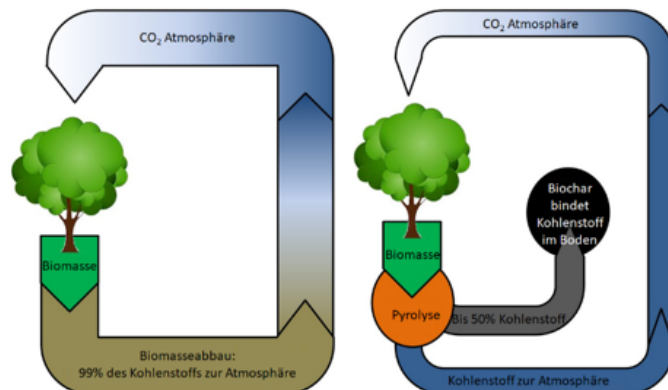 CO₂ Atmosphäre
Biomasse
Biomasseabbau:
99% des Kohlenstoffs zur Atmosphäre
CO₂ Atmosphäre
Biomasse
Pyrolyse
Biochar
bindet
Kohlenstoff
im Boden
Bis 50% Kohlenstoff
Kohlenstoff zur Atmosphäre